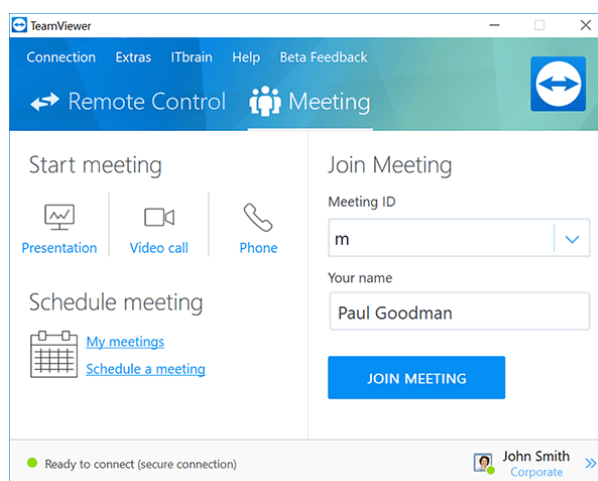 TeamViewer
Connection Extras ITbrain Help Beta Feedback
Remote Control Meeting
Start meeting
Presentation Video call Phone
Schedule meeting
My meetings
Schedule a meeting
Join Meeting
Meeting ID
m
Your name
Paul Goodman
JOIN MEETING
Ready to connect (secure connection)
John Smith
Corporate